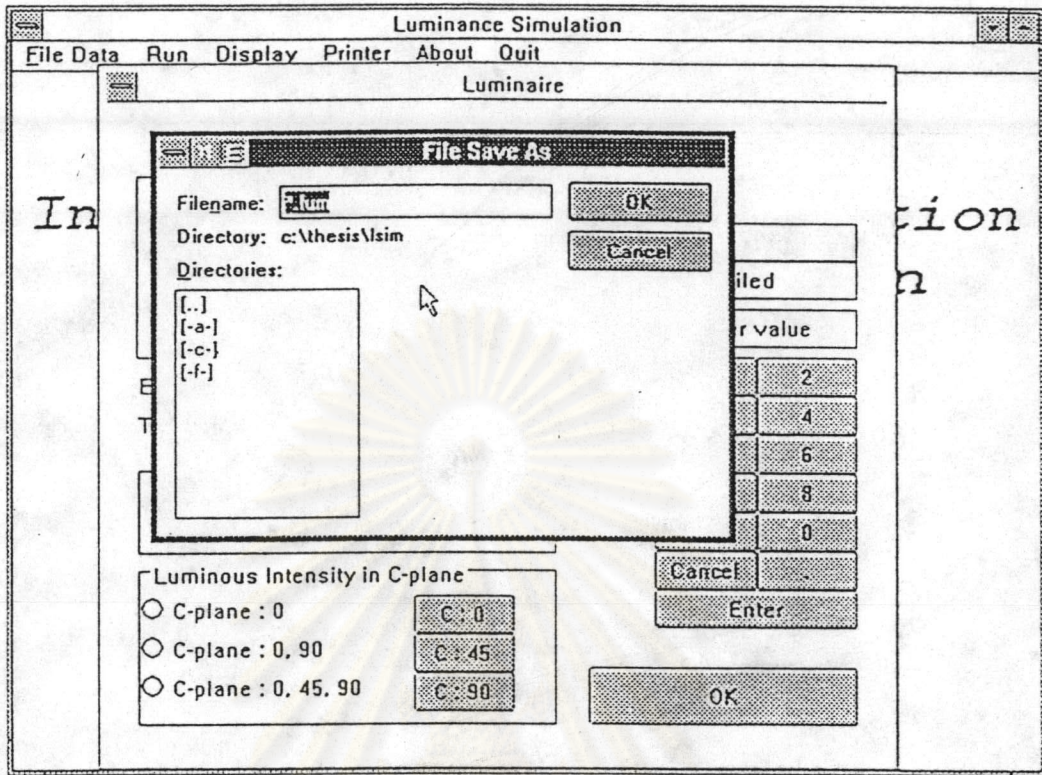 Luminance Simulation
File Data Run Display Printer About Quit
Luminaire
File Save As
Filename:
OK
Directory: c:\thesis\lsim
Cancel
Directories:
[..]
[-a-]
[-c-}
[-f-]
In
tion
n
iled
r value
E
T
2
4
6
8
0
Cancel .
Enter
Luminous Intensity in C-plane
C-plane : 0
C : 0
C-plane : 0, 90
C : 45
C-plane : 0, 45, 90
C : 90
OK